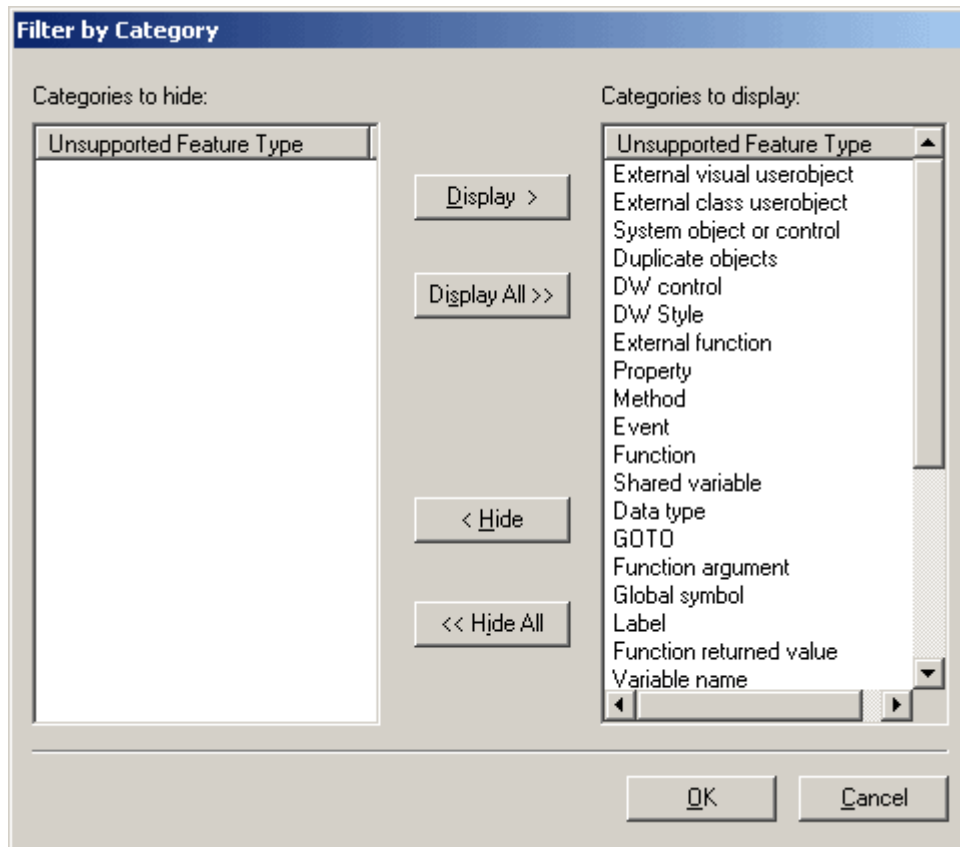 Filter by Category
Categories to hide:
Unsupported Feature Type
Display >
Display All >>
< Hide
<< Hide All
Categories to display:
Unsupported Feature Type
External visual userobject
External class userobject
System object or control
Duplicate objects
DW control
DW Style
External function
Property
Method
Event
Function
Shared variable
Data type
GOTO
Function argument
Global symbol
Label
Function returned value
Variable name
OK
Cancel